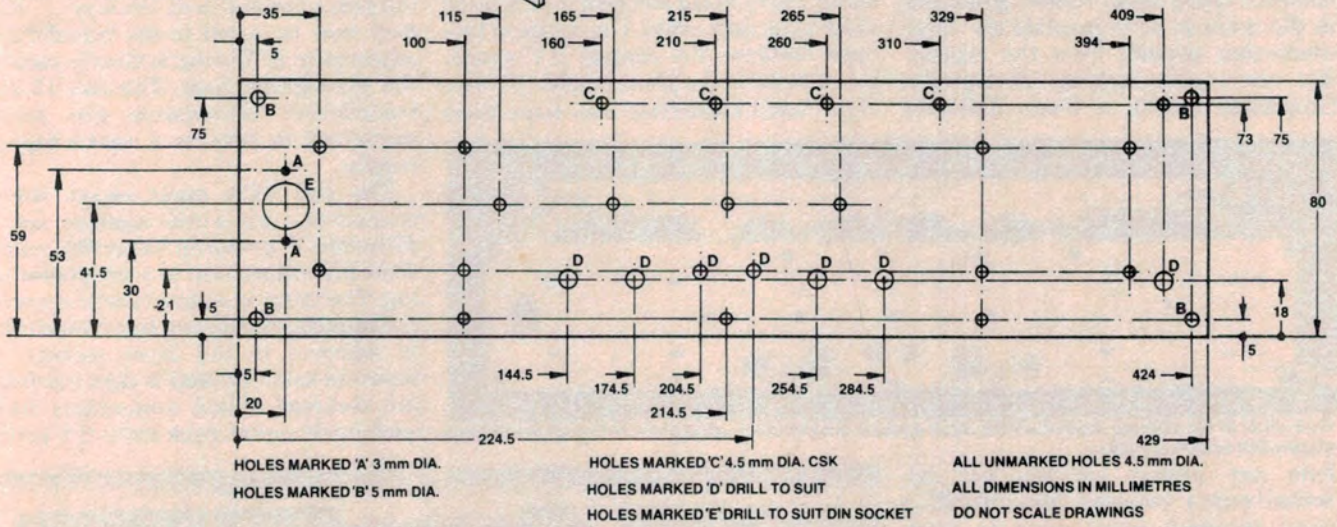 35 115 165 215 265 329 409
5 100 160 210 260 310 394
B C C C C B
75 73 75
A
E
59 53 80
A
41.5
30 D D D D D D D
21 18
5 B B
5
5 144.5 174.5 204.5 254.5 284.5 424
20 214.5
224.5 429
HOLES MARKED 'A' 3 mm DIA.
HOLES MARKED 'B' 5 mm DIA.
HOLES MARKED 'C' 4.5 mm DIA. CSK
HOLES MARKED 'D' DRILL TO SUIT
HOLES MARKED 'E' DRILL TO SUIT DIN SOCKET
ALL UNMARKED HOLES 4.5 mm DIA.
ALL DIMENSIONS IN MILLIMETRES
DO NOT SCALE DRAWINGS